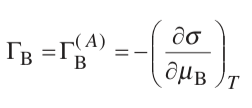 Γ_B = Γ_B^(A) = −(∂σ/∂μ_B)_T